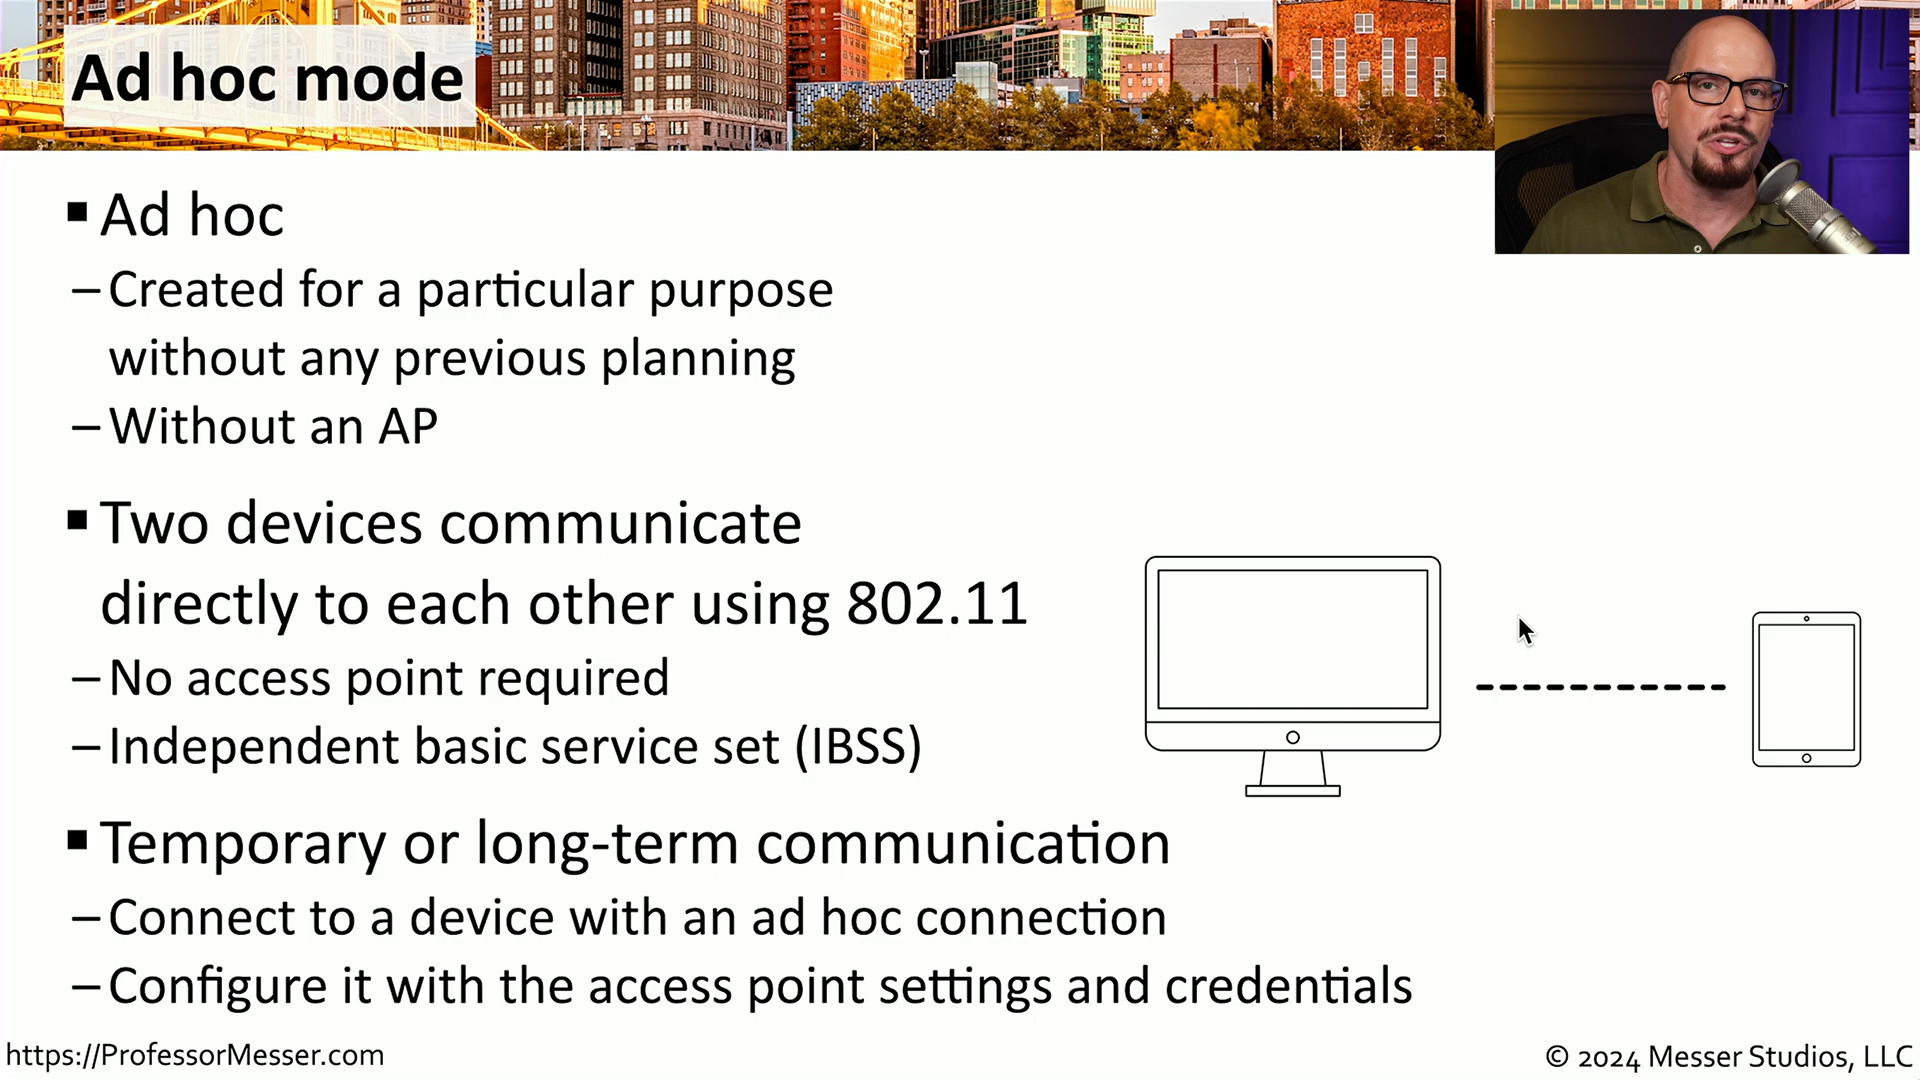 Ad hoc mode
▪ Ad hoc
– Created for a particular purpose
without any previous planning
– Without an AP
▪ Two devices communicate
directly to each other using 802.11
– No access point required
– Independent basic service set (IBSS)
▪ Temporary or long-term communication
– Connect to a device with an ad hoc connection
– Configure it with the access point settings and credentials
https://ProfessorMesser.com
© 2024 Messer Studios, LLC